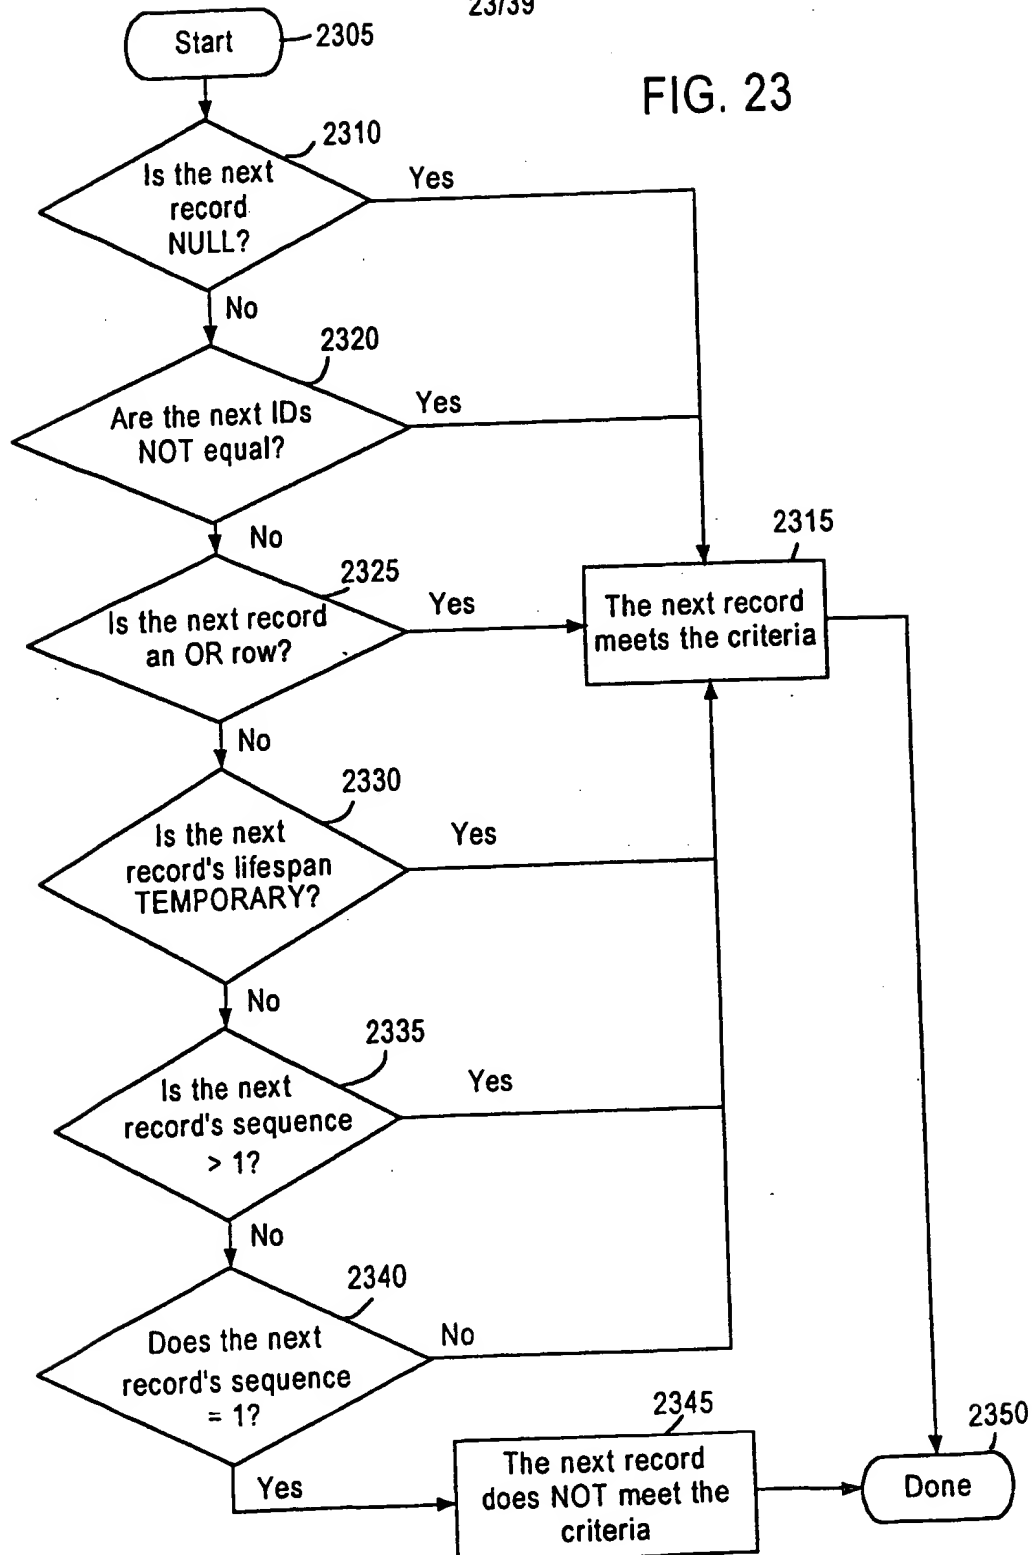 23/39
Start
2305
FIG. 23
2310
Is the next
record
NULL?
Yes
No
2320
Are the next IDs
NOT equal?
Yes
No
2325
Is the next record
an OR row?
Yes
2315
The next record
meets the criteria
No
2330
Is the next
record's lifespan
TEMPORARY?
Yes
No
2335
Is the next
record's sequence
> 1?
Yes
No
2340
Does the next
record's sequence
= 1?
No
Yes
2345
The next record
does NOT meet the
criteria
2350
Done